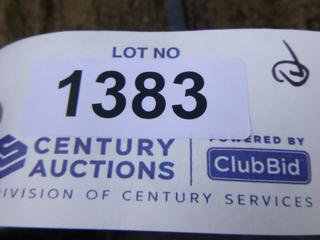 LOT NO
1383
CENTURY
AUCTIONS
POWERED BY
ClubBid
DIVISION OF CENTURY SERVICES